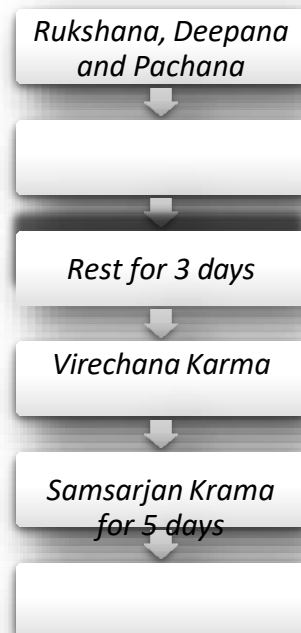 Rukshana, Deepana
and Pachana
Rest for 3 days
Virechana Karma
Samsarjan Krama
for 5 days